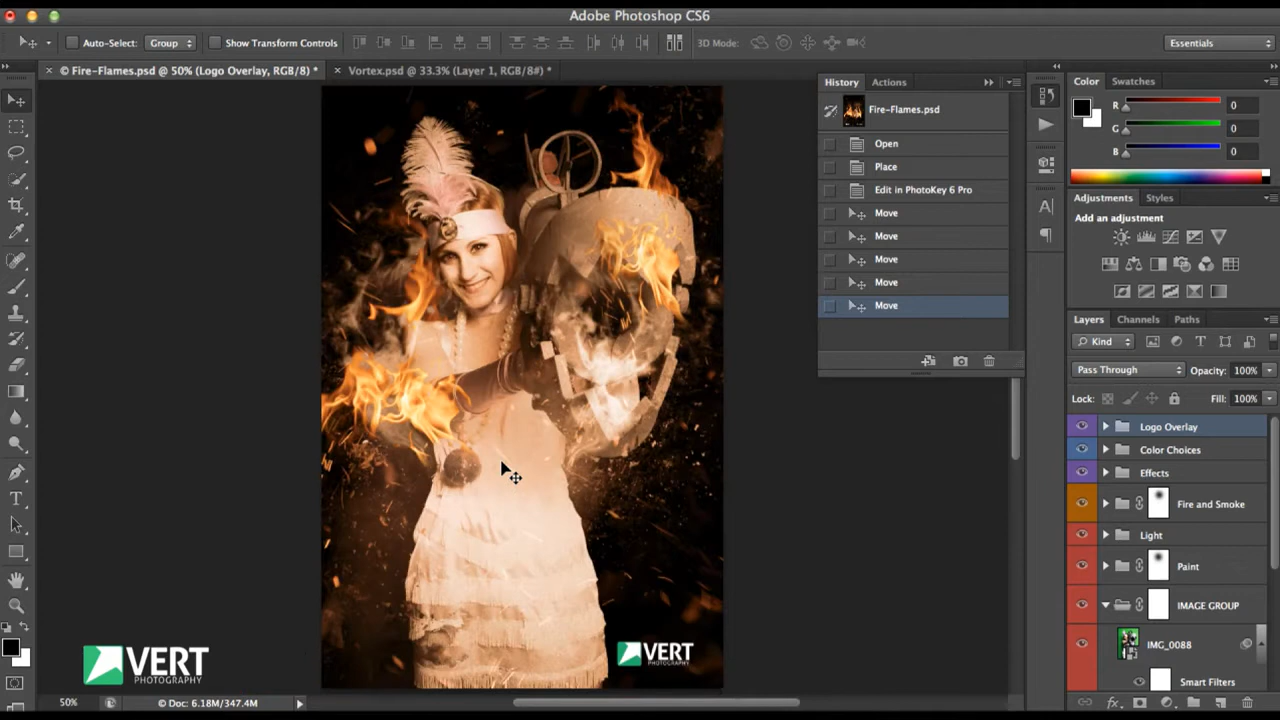 Adobe Photoshop CS6
Auto-Select: Group Show Transform Controls 3D Mode: Essentials
© Fire-Flames.psd @ 50% (Logo Overlay, RGB/8) * Vortex.psd @ 33.3% (Layer 1, RGB/8#) *
History Actions
Fire-Flames.psd
Open
Place
Edit in PhotoKey 6 Pro
Move
Move
Move
Move
Move
Color Swatches
R 0
G 0
B 0
Adjustments Styles
Add an adjustment
Layers Channels Paths
Kind
Pass Through Opacity: 100%
Lock: Fill: 100%
Logo Overlay
Color Choices
Effects
Fire and Smoke
Light
Paint
IMAGE GROUP
IMG_0088
Smart Filters
VERT
PHOTOGRAPHY
VERT
PHOTOGRAPHY
50% © Doc: 6.18M/347.4M